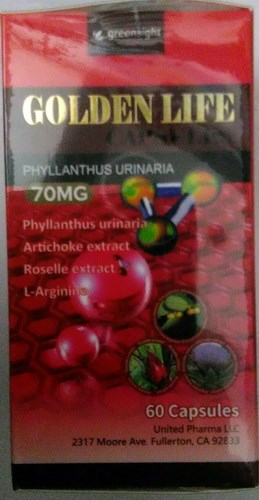 greensight
GOLDEN LIFE
PHYLLANTHUS URINARIA
70MG
Phyllanthus urinaria
Artichoke extract
Roselle extract
L-Arginine
60 Capsules
United Pharma LLC
2317 Moore Ave. Fullerton, CA 92833